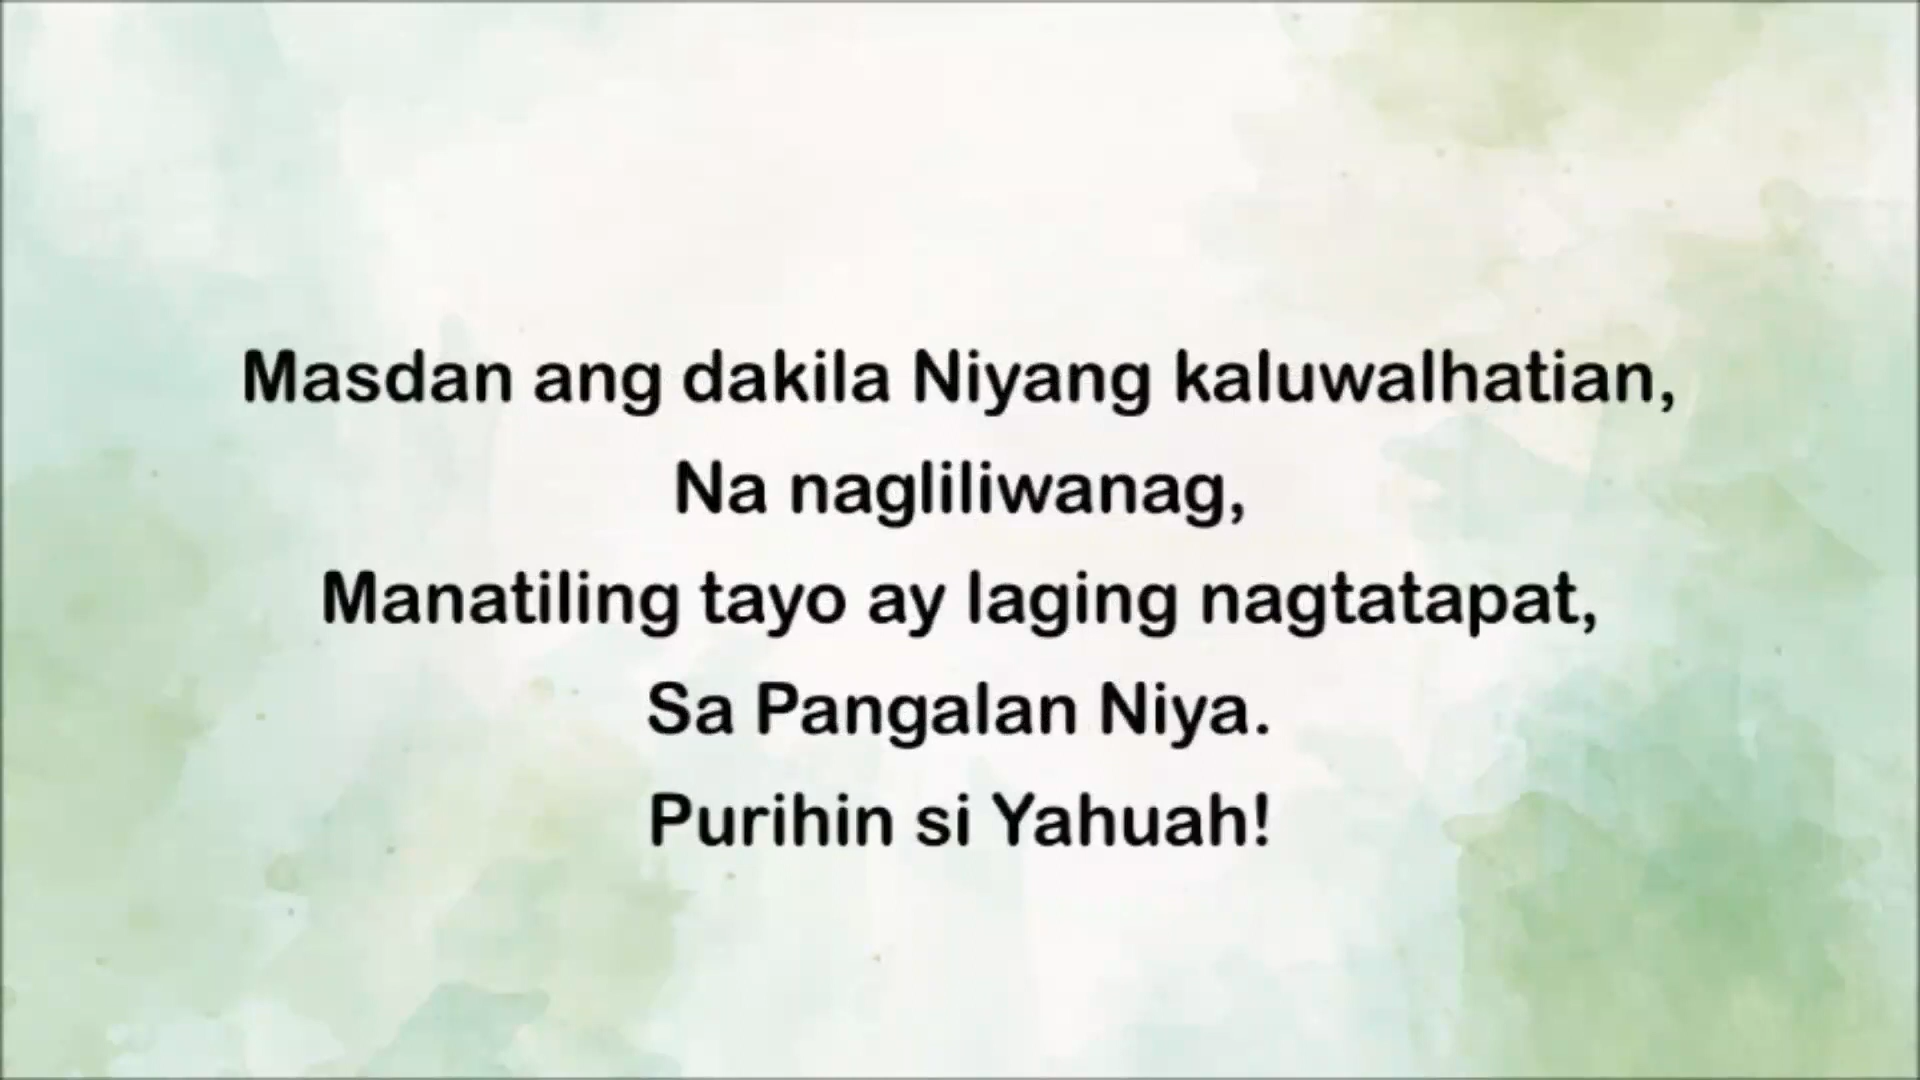 Masdan ang dakila Niyang kaluwalhatian,
Na nagliliwanag,
Manatiling tayo ay laging nagtatapat,
Sa Pangalan Niya.
Purihin si Yahuah!